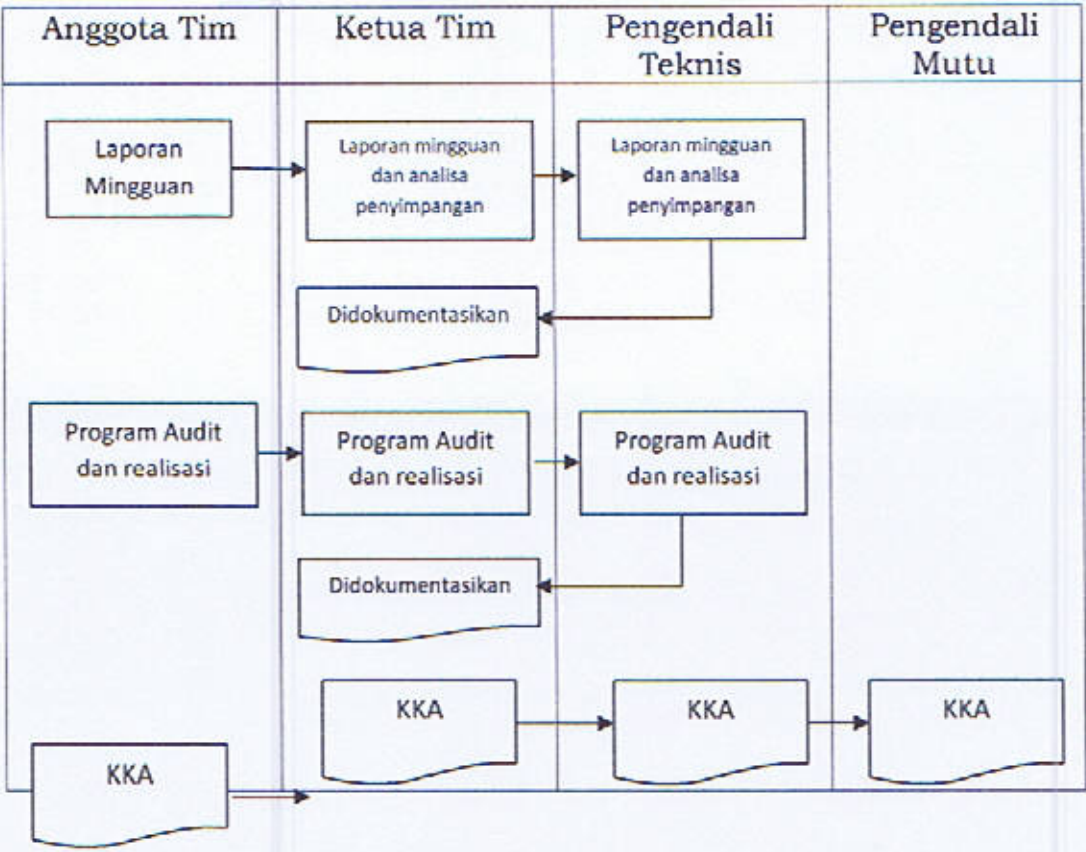 Anggota Tim
Ketua Tim
Pengendali
Teknis
Pengendali
Mutu
Laporan
Mingguan
Laporan mingguan
dan analisa
penyimpangan
Laporan mingguan
dan analisa
penyimpangan
Didokumentasikan
Program Audit
dan realisasi
Program Audit
dan realisasi
Program Audit
dan realisasi
Didokumentasikan
KKA
KKA
KKA
KKA